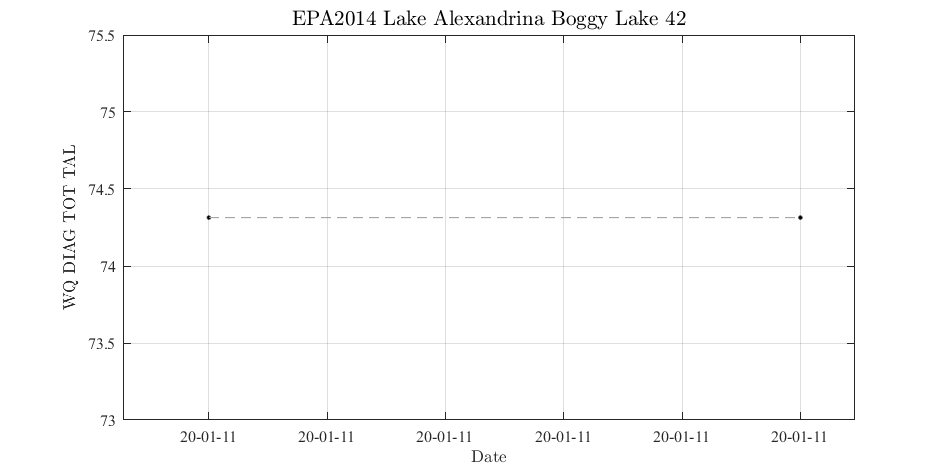 EPA2014 Lake Alexandrina Boggy Lake 42
75.5
75
74.5
74
73.5
73
WQ DIAG TOT TAL
20-01-11 20-01-11 20-01-11 20-01-11 20-01-11 20-01-11
Date